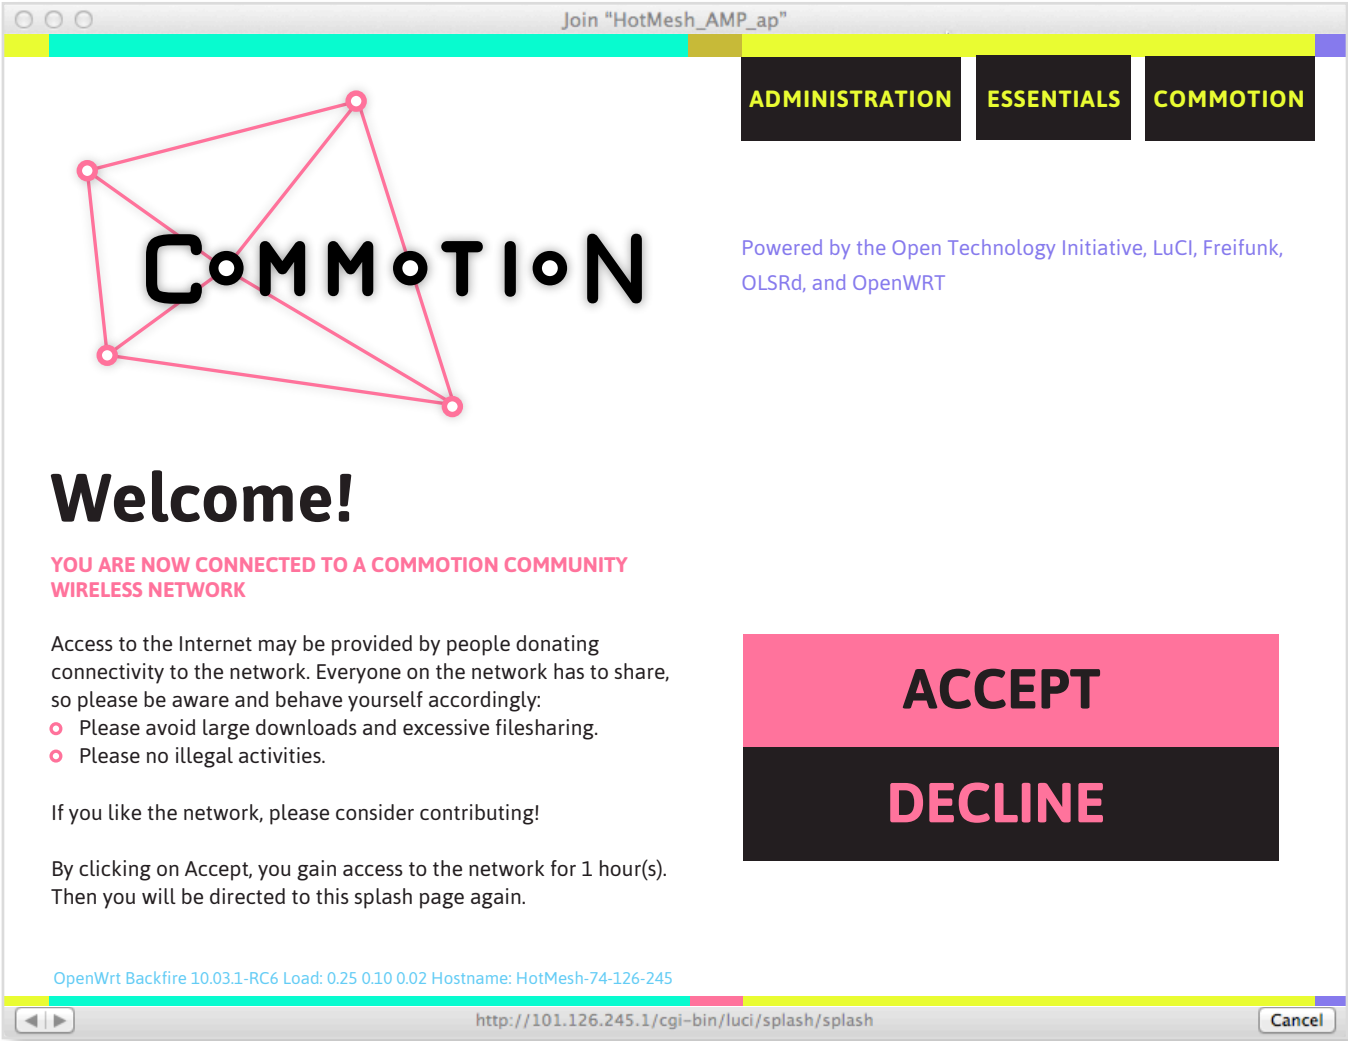 Join “HotMesh_AMP_ap”
ADMINISTRATION
ESSENTIALS
COMMOTION
COMMOTION
Powered by the Open Technology Initiative, LuCI, Freifunk,
OLSRd, and OpenWRT
Welcome!
YOU ARE NOW CONNECTED TO A COMMOTION COMMUNITY
WIRELESS NETWORK
Access to the Internet may be provided by people donating
connectivity to the network. Everyone on the network has to share,
so please be aware and behave yourself accordingly:
Please avoid large downloads and excessive filesharing.
Please no illegal activities.
If you like the network, please consider contributing!
By clicking on Accept, you gain access to the network for 1 hour(s).
Then you will be directed to this splash page again.
ACCEPT
DECLINE
OpenWrt Backfire 10.03.1-RC6 Load: 0.25 0.10 0.02 Hostname: HotMesh-74-126-245
http://101.126.245.1/cgi-bin/luci/splash/splash
Cancel